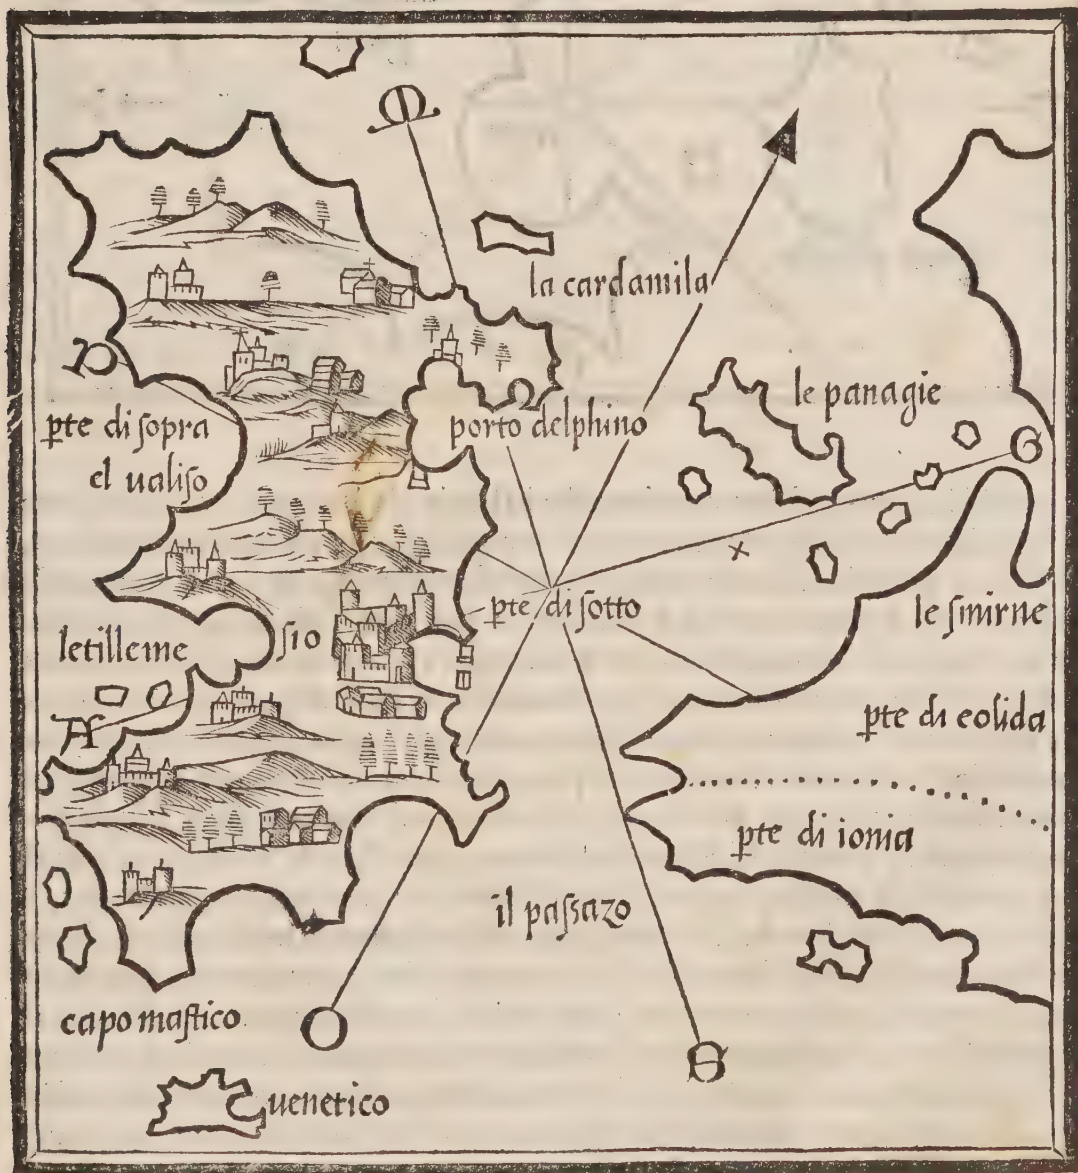 M
la cardamila
P
le panagie
pte di sopra
el ualiso
porto delphino
G
pte di sotto
le smirne
letilleme
sio
pte di eolida
pte di ionia
il passazo
capo mastico
O
S
uenetico